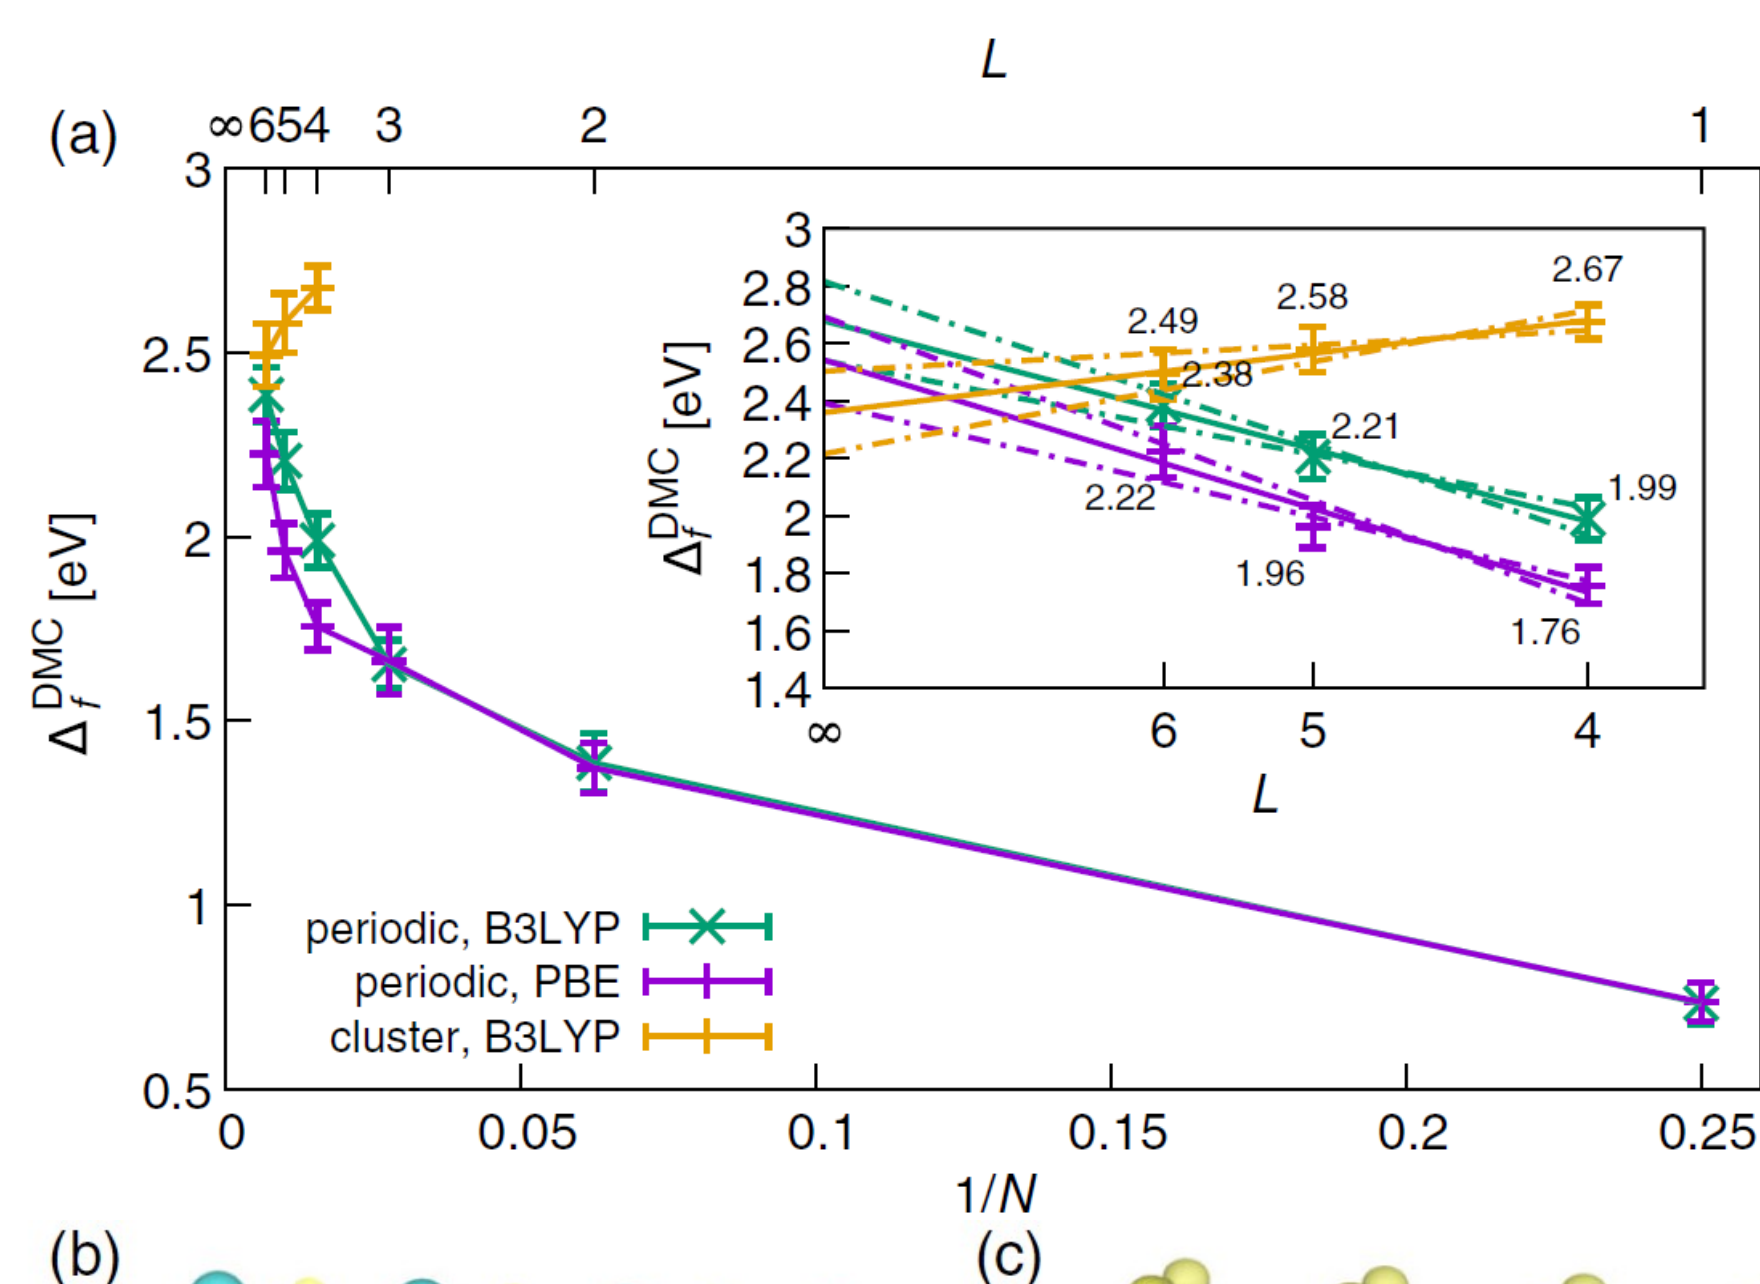 L
(a)
∞ 6 5 4 3 2 1
3
2.5
2
1.5
1
0.5
Δ_f^DMC [eV]
3
2.8
2.6
2.4
2.2
2
1.8
1.6
1.4
Δ_f^DMC [eV]
2.67
2.58
2.49
2.38
2.21
1.99
2.22
1.96
1.76
∞ 6 5 4
L
periodic, B3LYP
periodic, PBE
cluster, B3LYP
0 0.05 0.1 0.15 0.2 0.25
1/N
(b) (c)